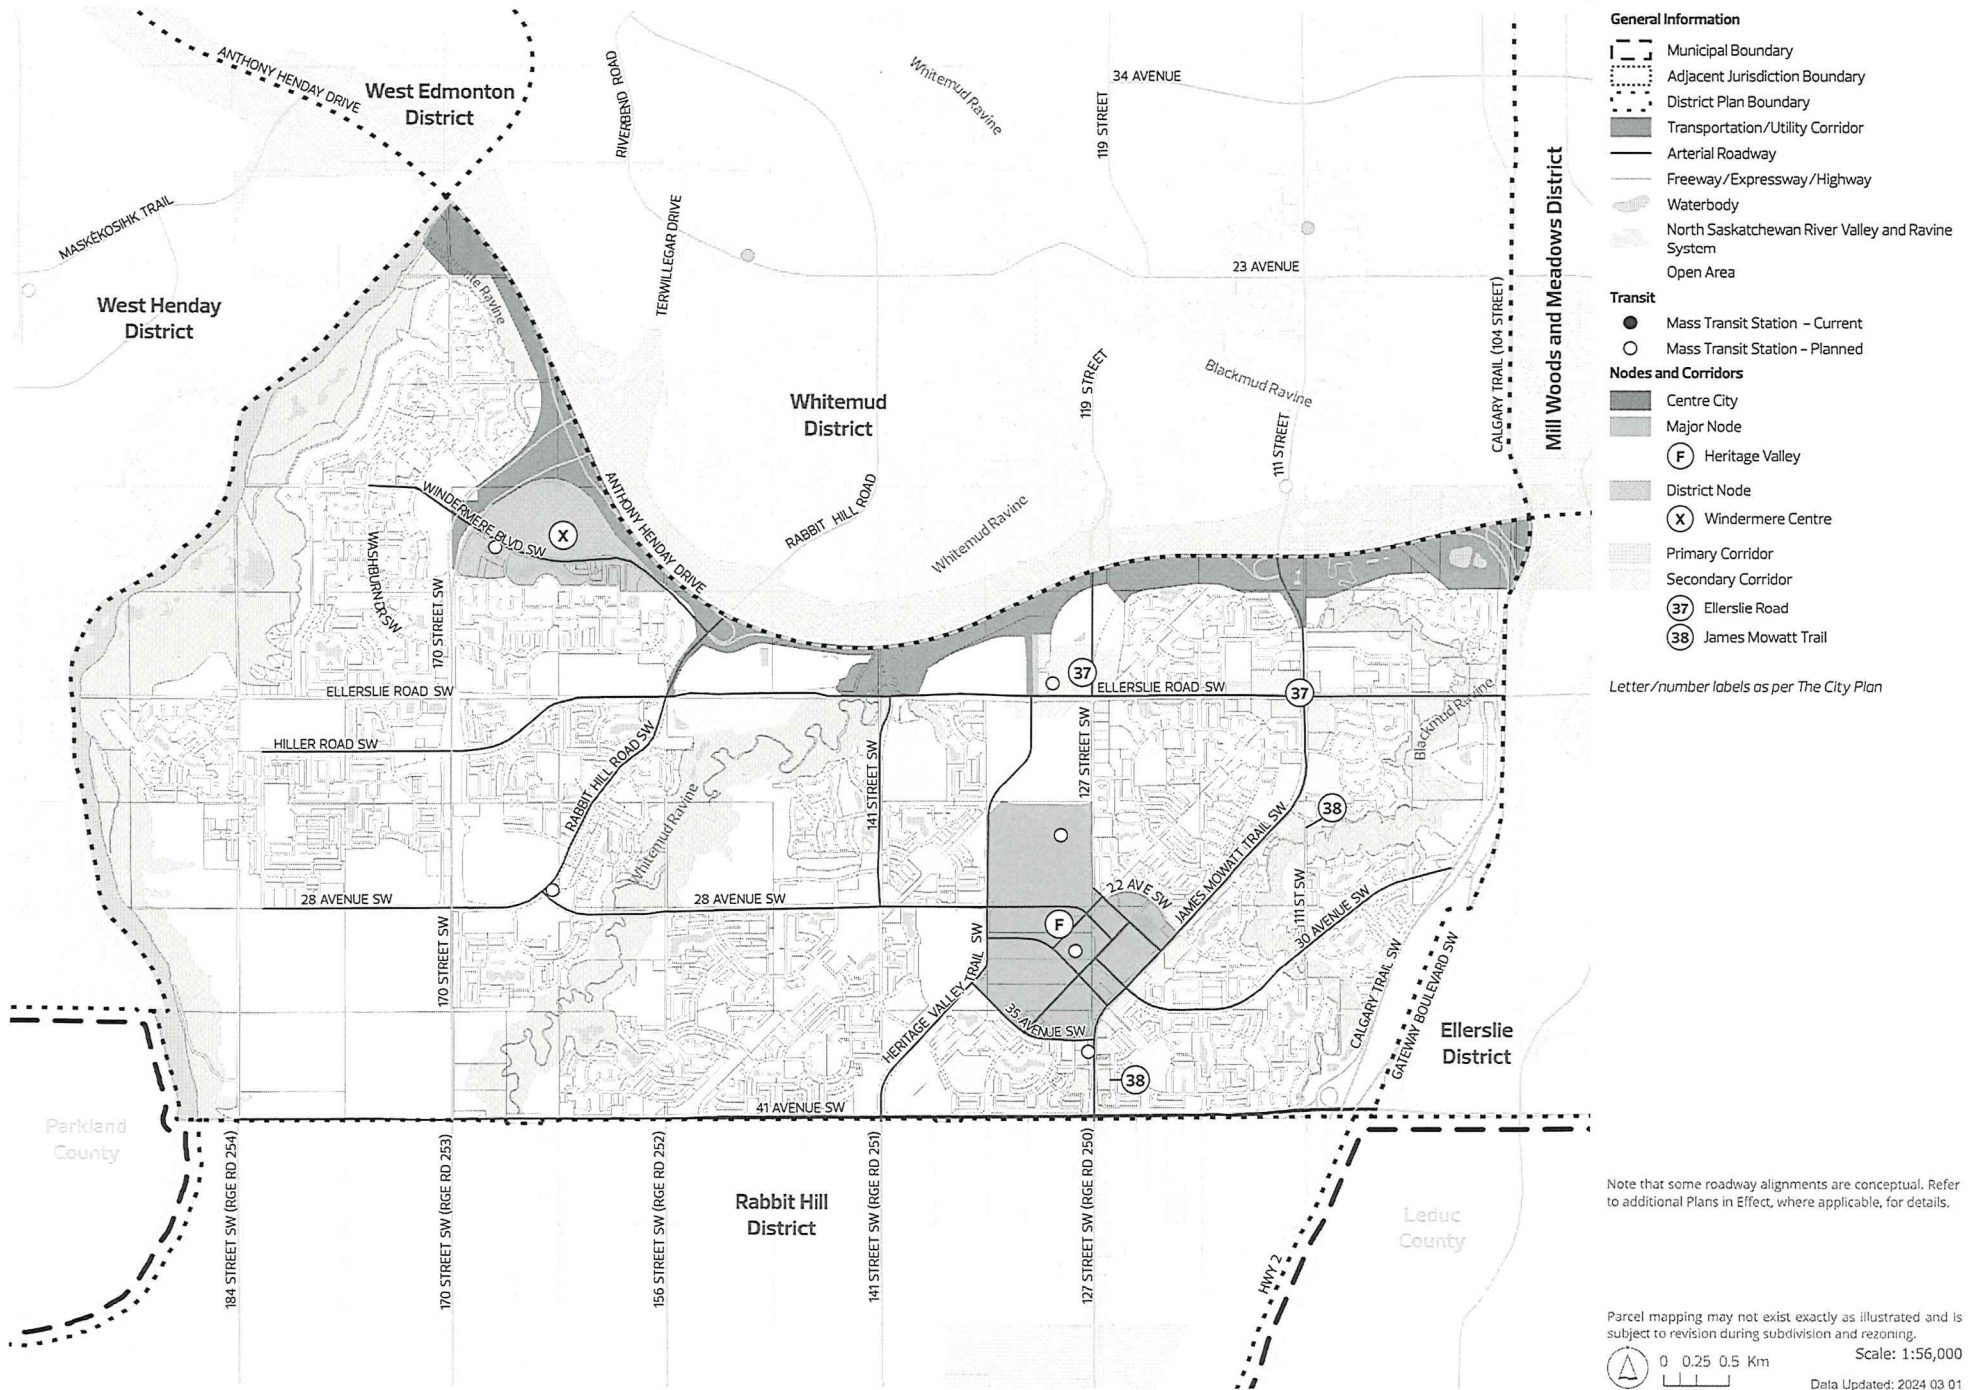 ANTHONY HENDAY DRIVE
West Edmonton
District
RIVERBEND ROAD
Whitemud Ravine
34 AVENUE
119 STREET
MASKÊKOSIHK TRAIL
TERWILLEGAR DRIVE
23 AVENUE
West Henday
District
Whitemud
District
119 STREET
Blackmud Ravine
111 STREET
CALGARY TRAIL (104 STREET)
Mill Woods and Meadows District
WINDERMERE BLVD SW
X
ANTHONY HENDAY DRIVE
RABBIT HILL ROAD
Whitemud Ravine
WASHBURN DR SW
170 STREET SW
ELLERSLIE ROAD SW
37
ELLERSLIE ROAD SW
37
HILLER ROAD SW
RABBIT HILL ROAD SW
Whitemud Ravine
141 STREET SW
127 STREET SW
Blackmud Ravine
38
JAMES MOWATT TRAIL SW
28 AVENUE SW
28 AVENUE SW
22 AVE SW
111 ST SW
30 AVENUE SW
F
170 STREET SW
HERITAGE VALLEY TRAIL SW
35 AVENUE SW
CALGARY TRAIL SW
GATEWAY BOULEVARD SW
Ellerslie
District
38
41 AVENUE SW
Parkland
County
184 STREET SW (RGE RD 254)
170 STREET SW (RGE RD 253)
156 STREET SW (RGE RD 252)
141 STREET SW (RGE RD 251)
127 STREET SW (RGE RD 250)
Rabbit Hill
District
HWY 2
Leduc
County
General Information
Municipal Boundary
Adjacent Jurisdiction Boundary
District Plan Boundary
Transportation/Utility Corridor
Arterial Roadway
Freeway/Expressway/Highway
Waterbody
North Saskatchewan River Valley and Ravine
System
Open Area
Transit
Mass Transit Station - Current
Mass Transit Station - Planned
Nodes and Corridors
Centre City
Major Node
F Heritage Valley
District Node
X Windermere Centre
Primary Corridor
Secondary Corridor
37 Ellerslie Road
38 James Mowatt Trail
Letter/number labels as per The City Plan
Note that some roadway alignments are conceptual. Refer
to additional Plans in Effect, where applicable, for details.
Parcel mapping may not exist exactly as illustrated and is
subject to revision during subdivision and rezoning.
Scale: 1:56,000
0 0.25 0.5 Km
Data Updated: 2024 03 01